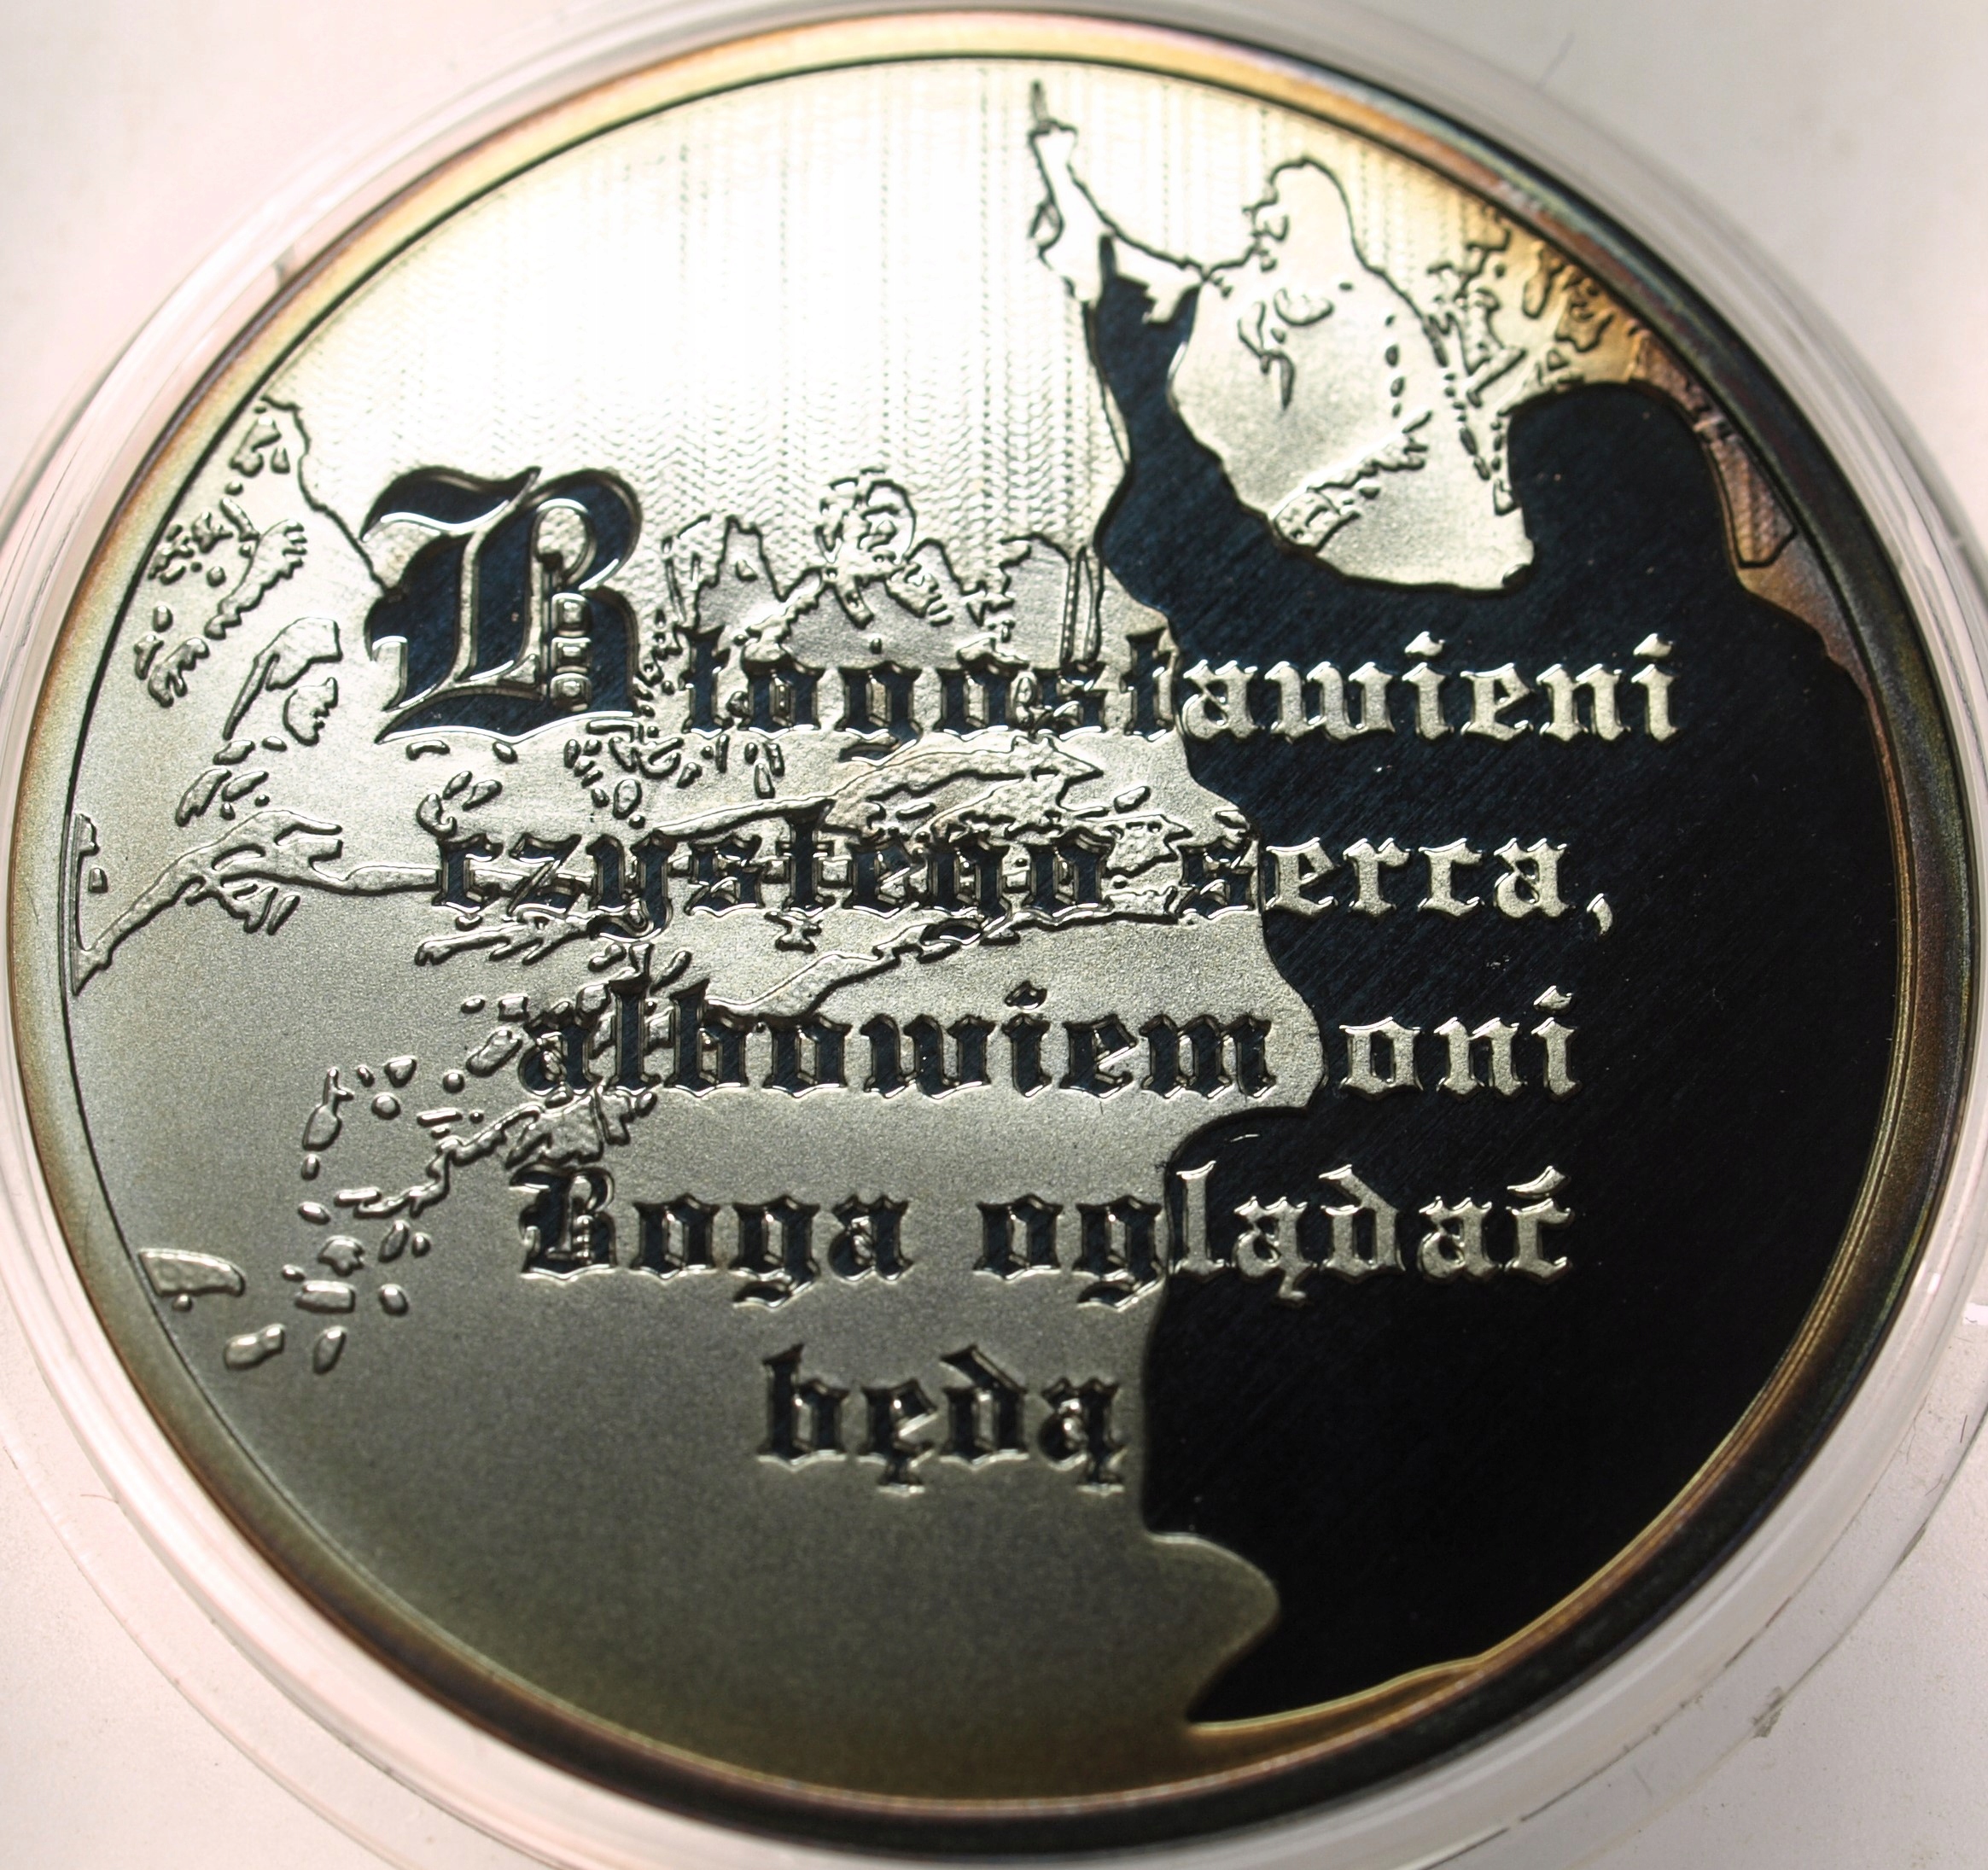 Błogosławieni
czystego serca,
albowiem oni
Boga oglądać
będą